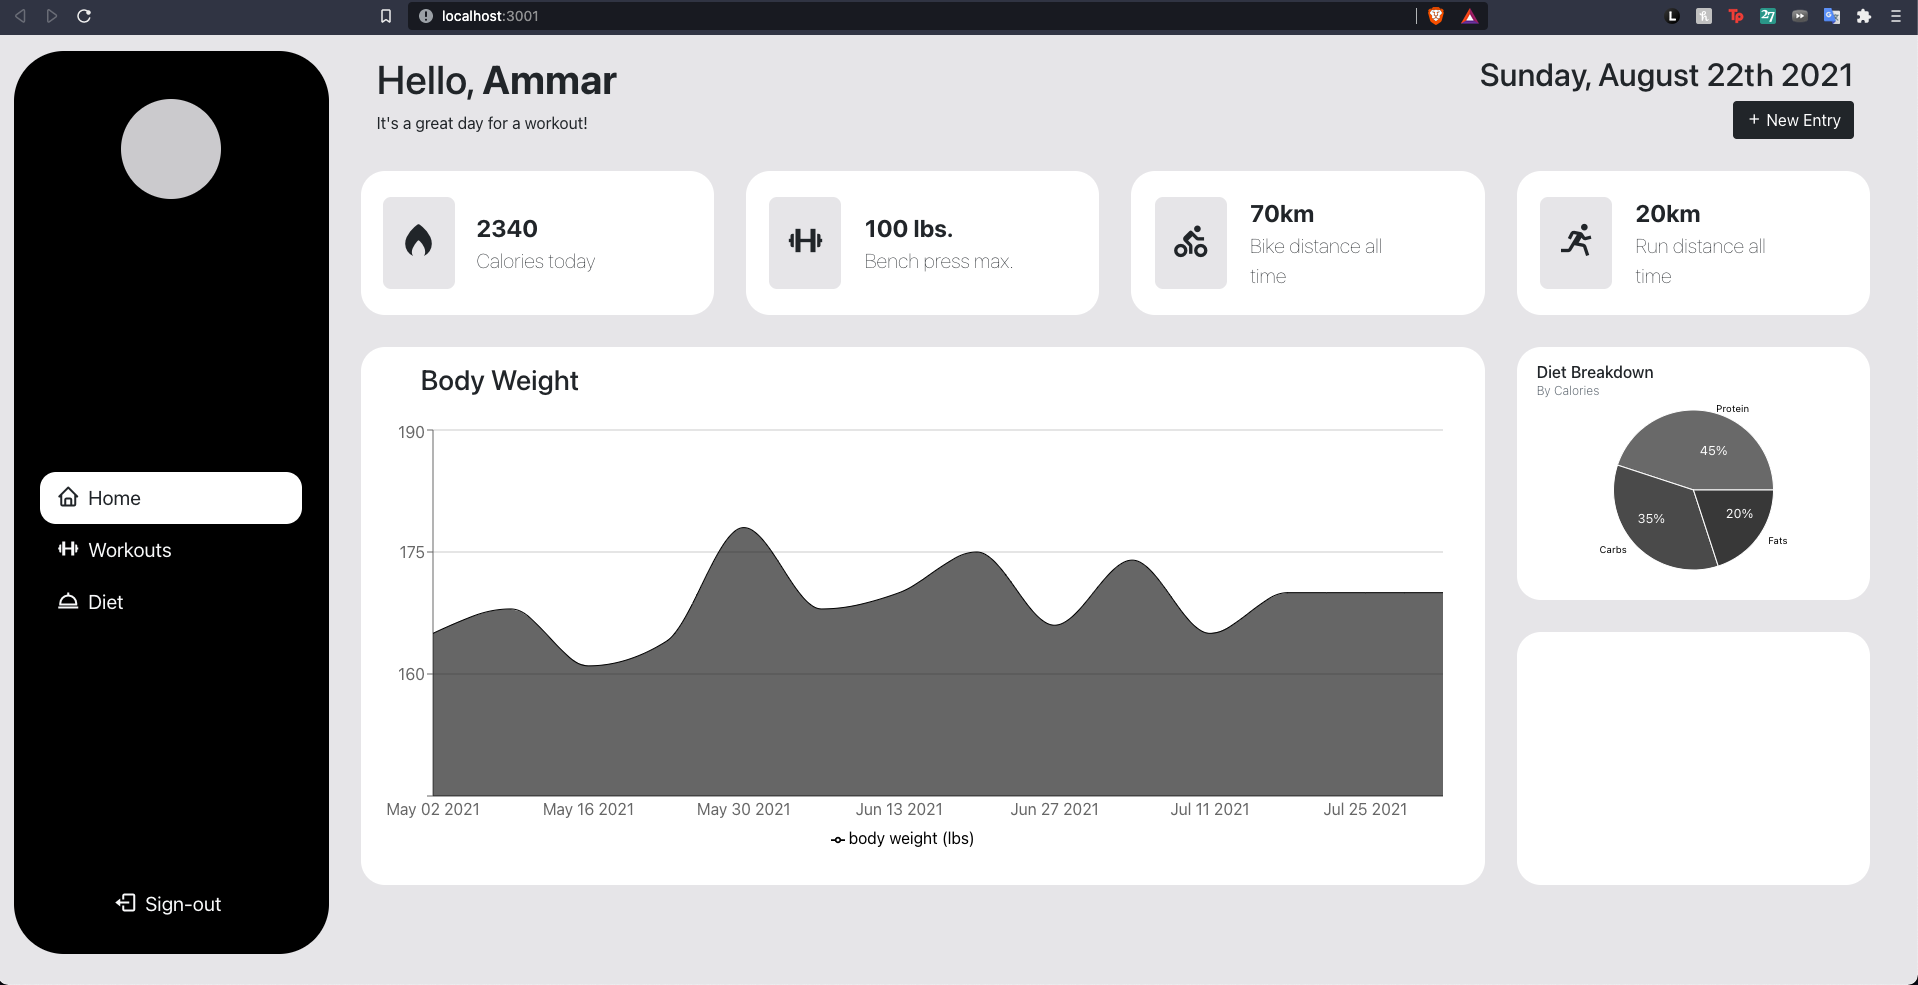 localhost:3001
L
Tp
27
G
Hello, Ammar
It's a great day for a workout!
Sunday, August 22th 2021
+ New Entry
2340
Calories today
100 lbs.
Bench press max.
70km
Bike distance all
time
20km
Run distance all
time
Home
Workouts
Diet
Sign-out
Body Weight
190
175
160
May 02 2021
May 16 2021
May 30 2021
Jun 13 2021
Jun 27 2021
Jul 11 2021
Jul 25 2021
body weight (lbs)
Diet Breakdown
By Calories
Protein
45%
35%
20%
Carbs
Fats